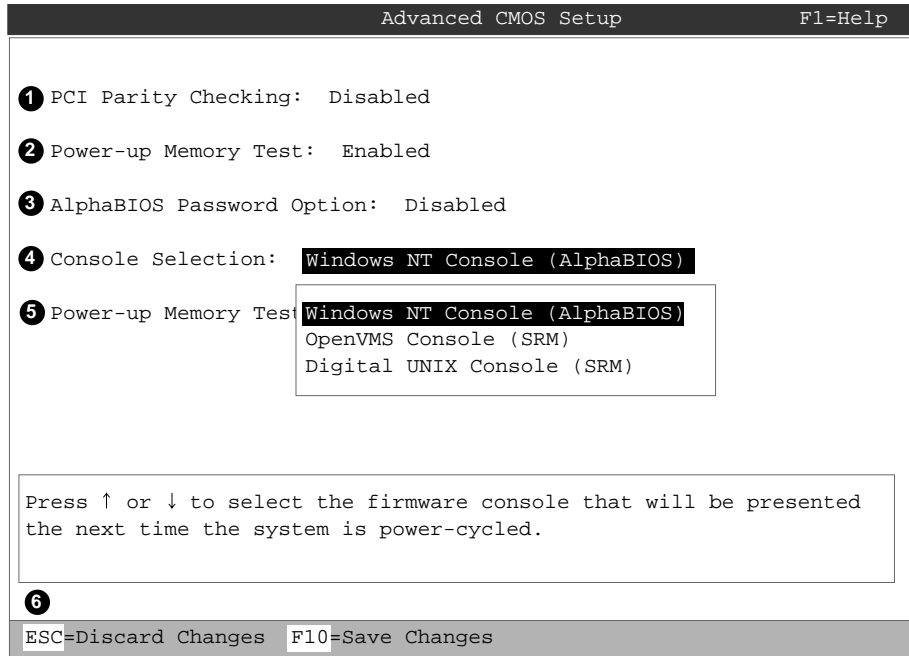 Advanced CMOS Setup F1=Help
1 PCI Parity Checking: Disabled
2 Power-up Memory Test: Enabled
3 AlphaBIOS Password Option: Disabled
4 Console Selection: Windows NT Console (AlphaBIOS)
5 Power-up Memory Test
Windows NT Console (AlphaBIOS)
OpenVMS Console (SRM)
Digital UNIX Console (SRM)
Press ↑ or ↓ to select the firmware console that will be presented
the next time the system is power-cycled.
6
ESC=Discard Changes F10=Save Changes